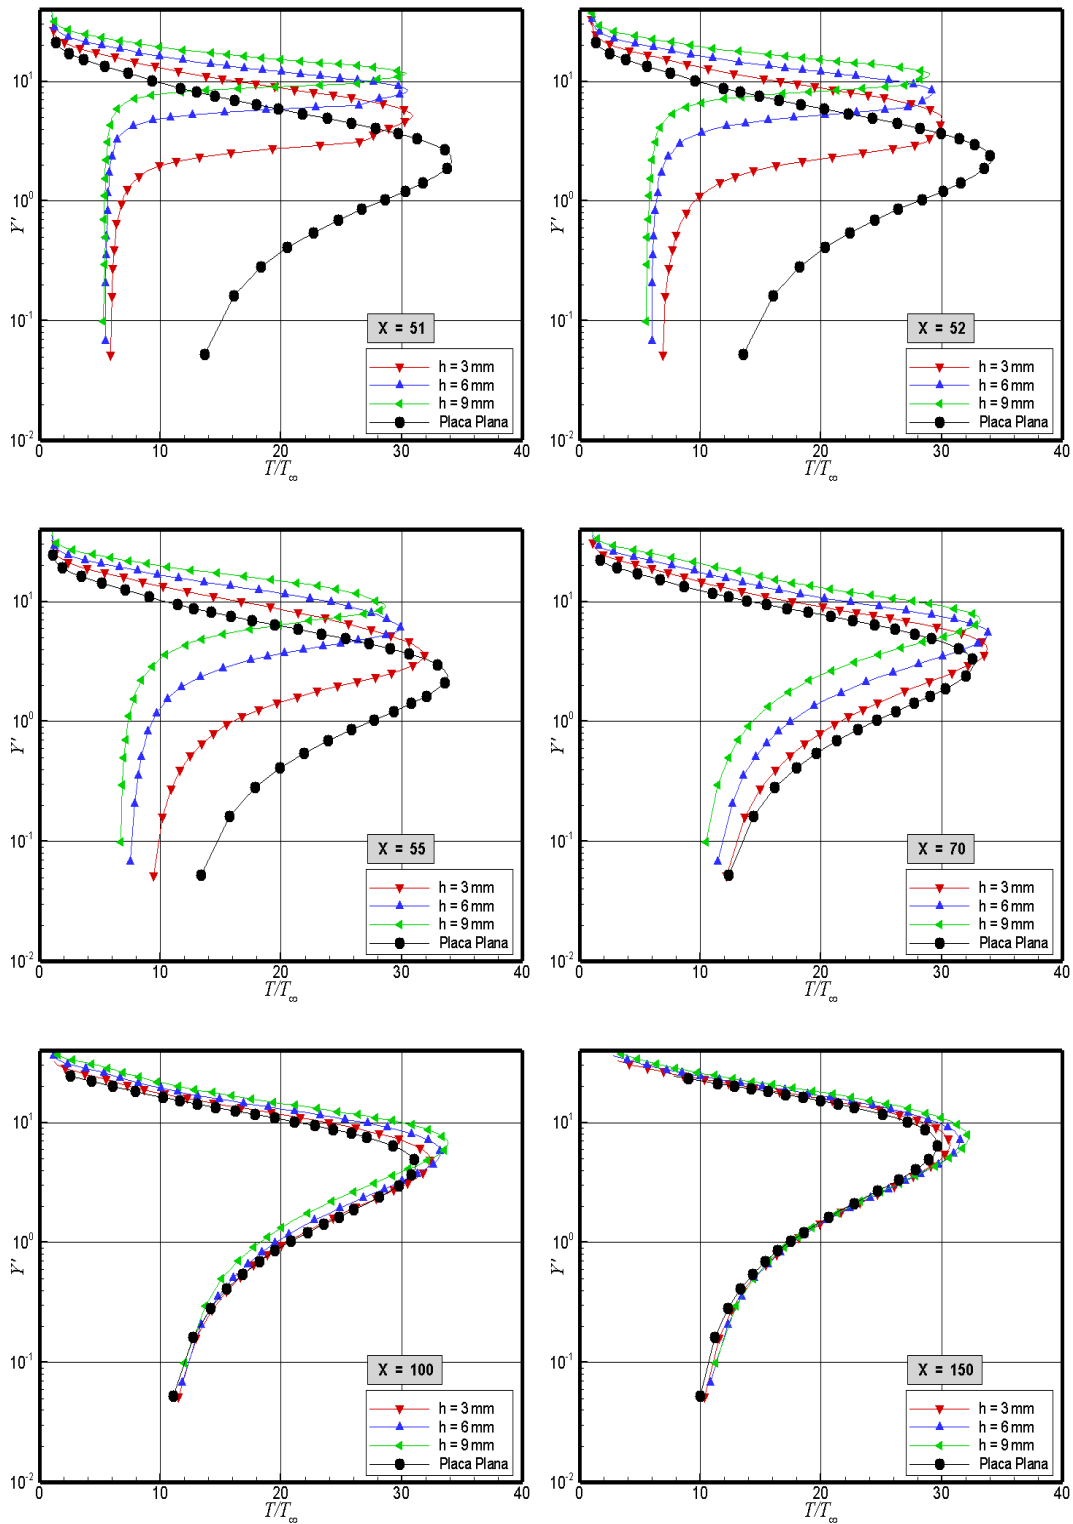 10^1
10^0
10^-1
10^-2
Y'
X = 51
h = 3 mm
h = 6 mm
h = 9 mm
Placa Plana
0 10 20 30 40
T/T∞
10^1
10^0
10^-1
10^-2
Y'
X = 52
h = 3 mm
h = 6 mm
h = 9 mm
Placa Plana
0 10 20 30 40
T/T∞
10^1
10^0
10^-1
10^-2
Y'
X = 55
h = 3 mm
h = 6 mm
h = 9 mm
Placa Plana
0 10 20 30 40
T/T∞
10^1
10^0
10^-1
10^-2
Y'
X = 70
h = 3 mm
h = 6 mm
h = 9 mm
Placa Plana
0 10 20 30 40
T/T∞
10^1
10^0
10^-1
10^-2
Y'
X = 100
h = 3 mm
h = 6 mm
h = 9 mm
Placa Plana
0 10 20 30 40
T/T∞
10^1
10^0
10^-1
10^-2
Y'
X = 150
h = 3 mm
h = 6 mm
h = 9 mm
Placa Plana
0 10 20 30 40
T/T∞